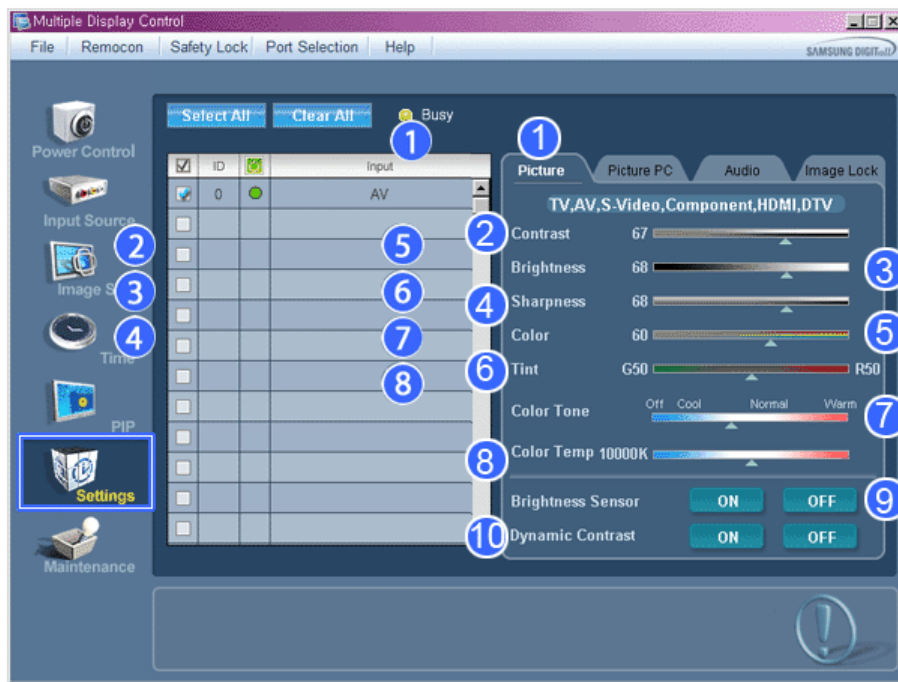 Multiple Display Control
File Remocon Safety Lock Port Selection Help
SAMSUNG DIGITall
Select All Clear All Busy
1 1
Power Control
ID Input
Picture Picture PC Audio Image Lock
0 AV
TV,AV,S-Video,Component,HDMI,DTV
Input Source
2 5 2 Contrast 67
Brightness 68 3
Image S
3 6 4 Sharpness 68
4 7 Color 60 5
Time
8 6 Tint G50 R50
Off Cool Normal Warm
Color Tone 7
PIP
8 Color Temp 10000K
Settings
Brightness Sensor ON OFF 9
10 Dynamic Contrast ON OFF
Maintenance